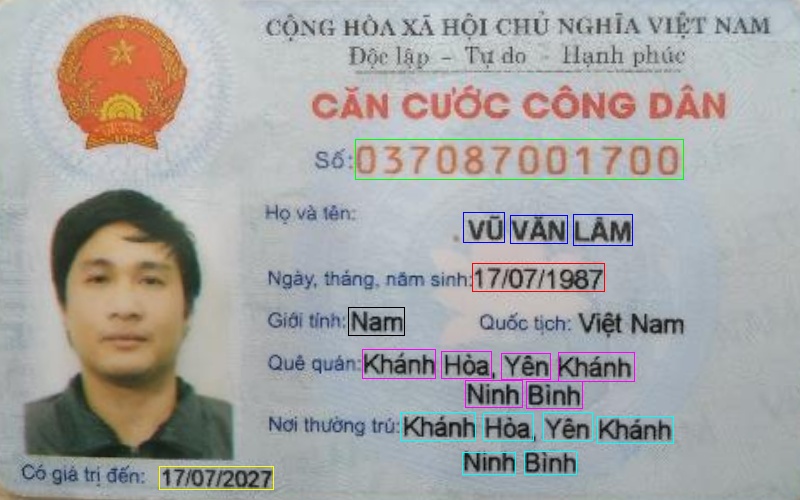 CỘNG HÒA XÃ HỘI CHỦ NGHĨA VIỆT NAM
Độc lập - Tự do - Hạnh phúc
CĂN CƯỚC CÔNG DÂN
Số: 037087001700
Họ và tên: VŨ VĂN LÂM
Ngày, tháng, năm sinh: 17/07/1987
Giới tính: Nam Quốc tịch: Việt Nam
Quê quán: Khánh Hòa, Yên Khánh
Ninh Bình
Nơi thường trú: Khánh Hòa, Yên Khánh
Ninh Bình
Có giá trị đến: 17/07/2027